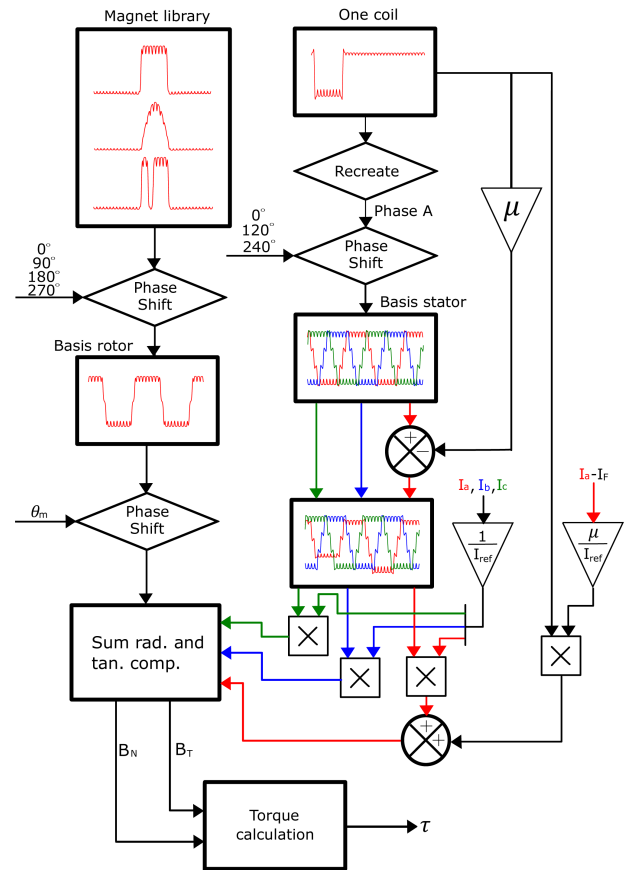 Magnet library
One coil
Recreate
μ
Phase A
0°
120°
240°
Phase
Shift
0°
90°
180°
270°
Phase
Shift
Basis stator
Basis rotor
+
−
Ia, Ib, Ic
Ia-IF
θm
Phase
Shift
1
Iref
μ
Iref
×
×
×
×
Sum rad. and
tan. comp.
+
+
BN
BT
Torque
calculation
τ